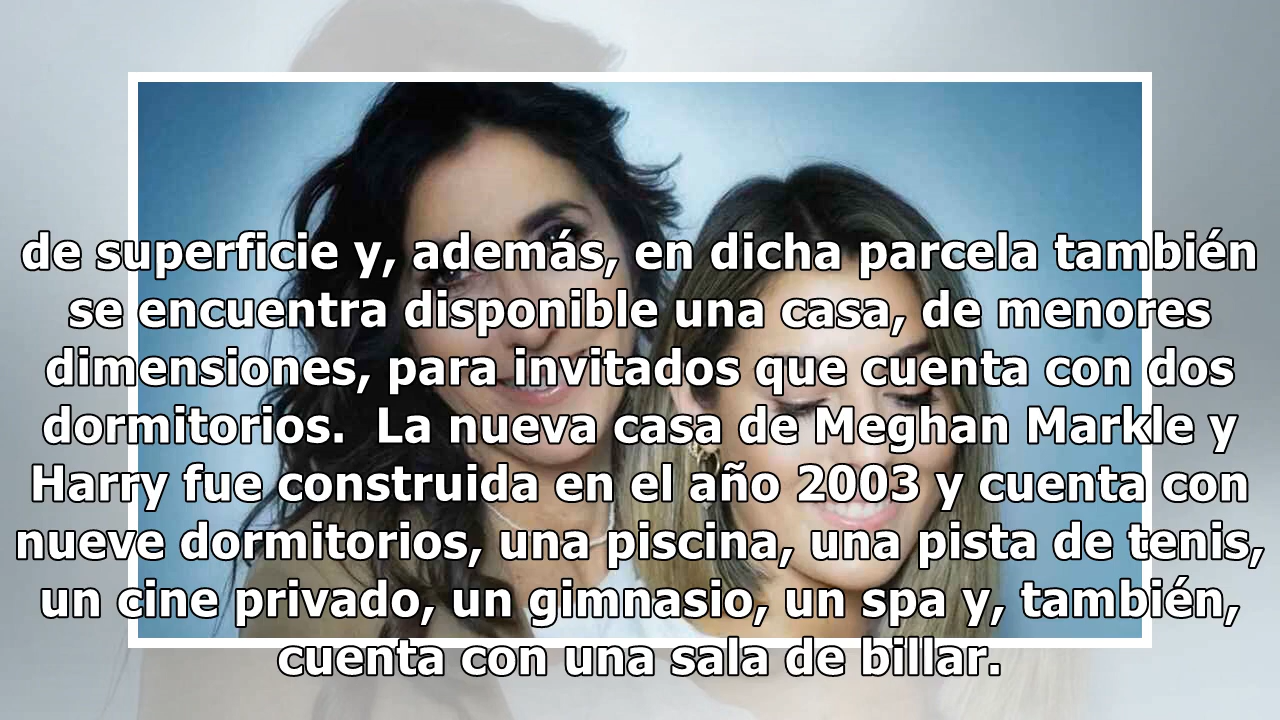 de superficie y, además, en dicha parcela también
se encuentra disponible una casa, de menores
dimensiones, para invitados que cuenta con dos
dormitorios.  La nueva casa de Meghan Markle y
Harry fue construida en el año 2003 y cuenta con
nueve dormitorios, una piscina, una pista de tenis,
un cine privado, un gimnasio, un spa y, también,
cuenta con una sala de billar.